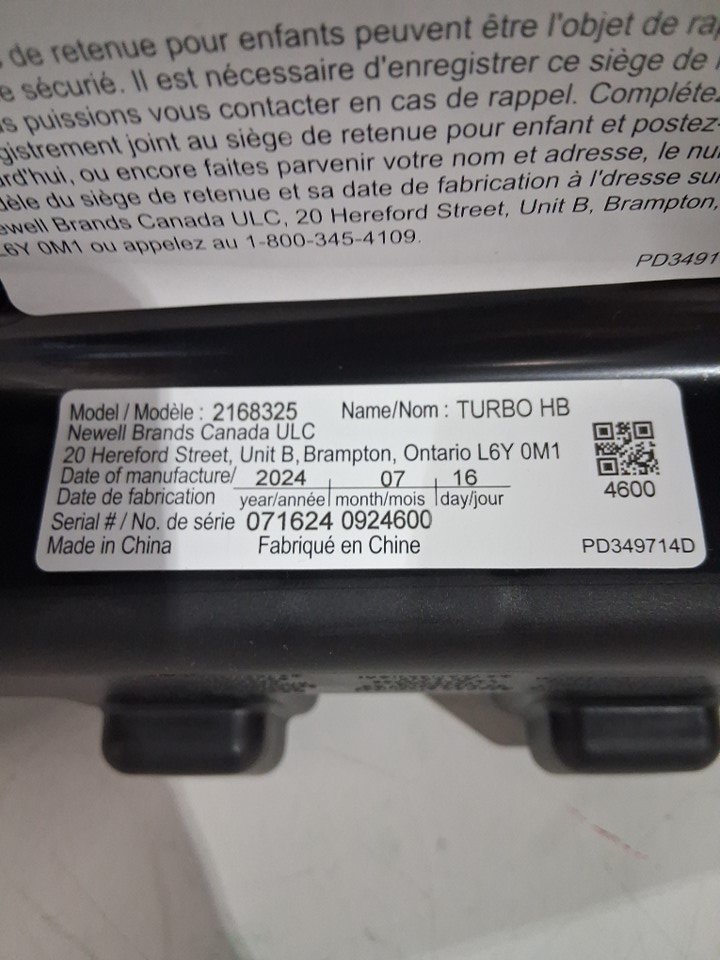 de retenue pour enfants peuvent être l'objet de
sécurié. Il est nécessaire d'enregistrer ce siège de
puissions vous contacter en cas de rappel. Complétez
joint au siège de retenue pour enfant et postez-
ou encore faites parvenir votre nom et adresse, le
du siège de retenue et sa date de fabrication à l'dresse
Brands Canada ULC, 20 Hereford Street, Unit B, Brampton,
L6Y 0M1 ou appelez au 1-800-345-4109.
Model / Modèle : 2168325 Name/Nom : TURBO HB
Newell Brands Canada ULC
20 Hereford Street, Unit B, Brampton, Ontario L6Y 0M1
Date of manufacture/ 2024 07 16
Date de fabrication year/année month/mois day/jour
4600
Serial # / No. de série 071624 0924600
Made in China Fabriqué en Chine PD349714D